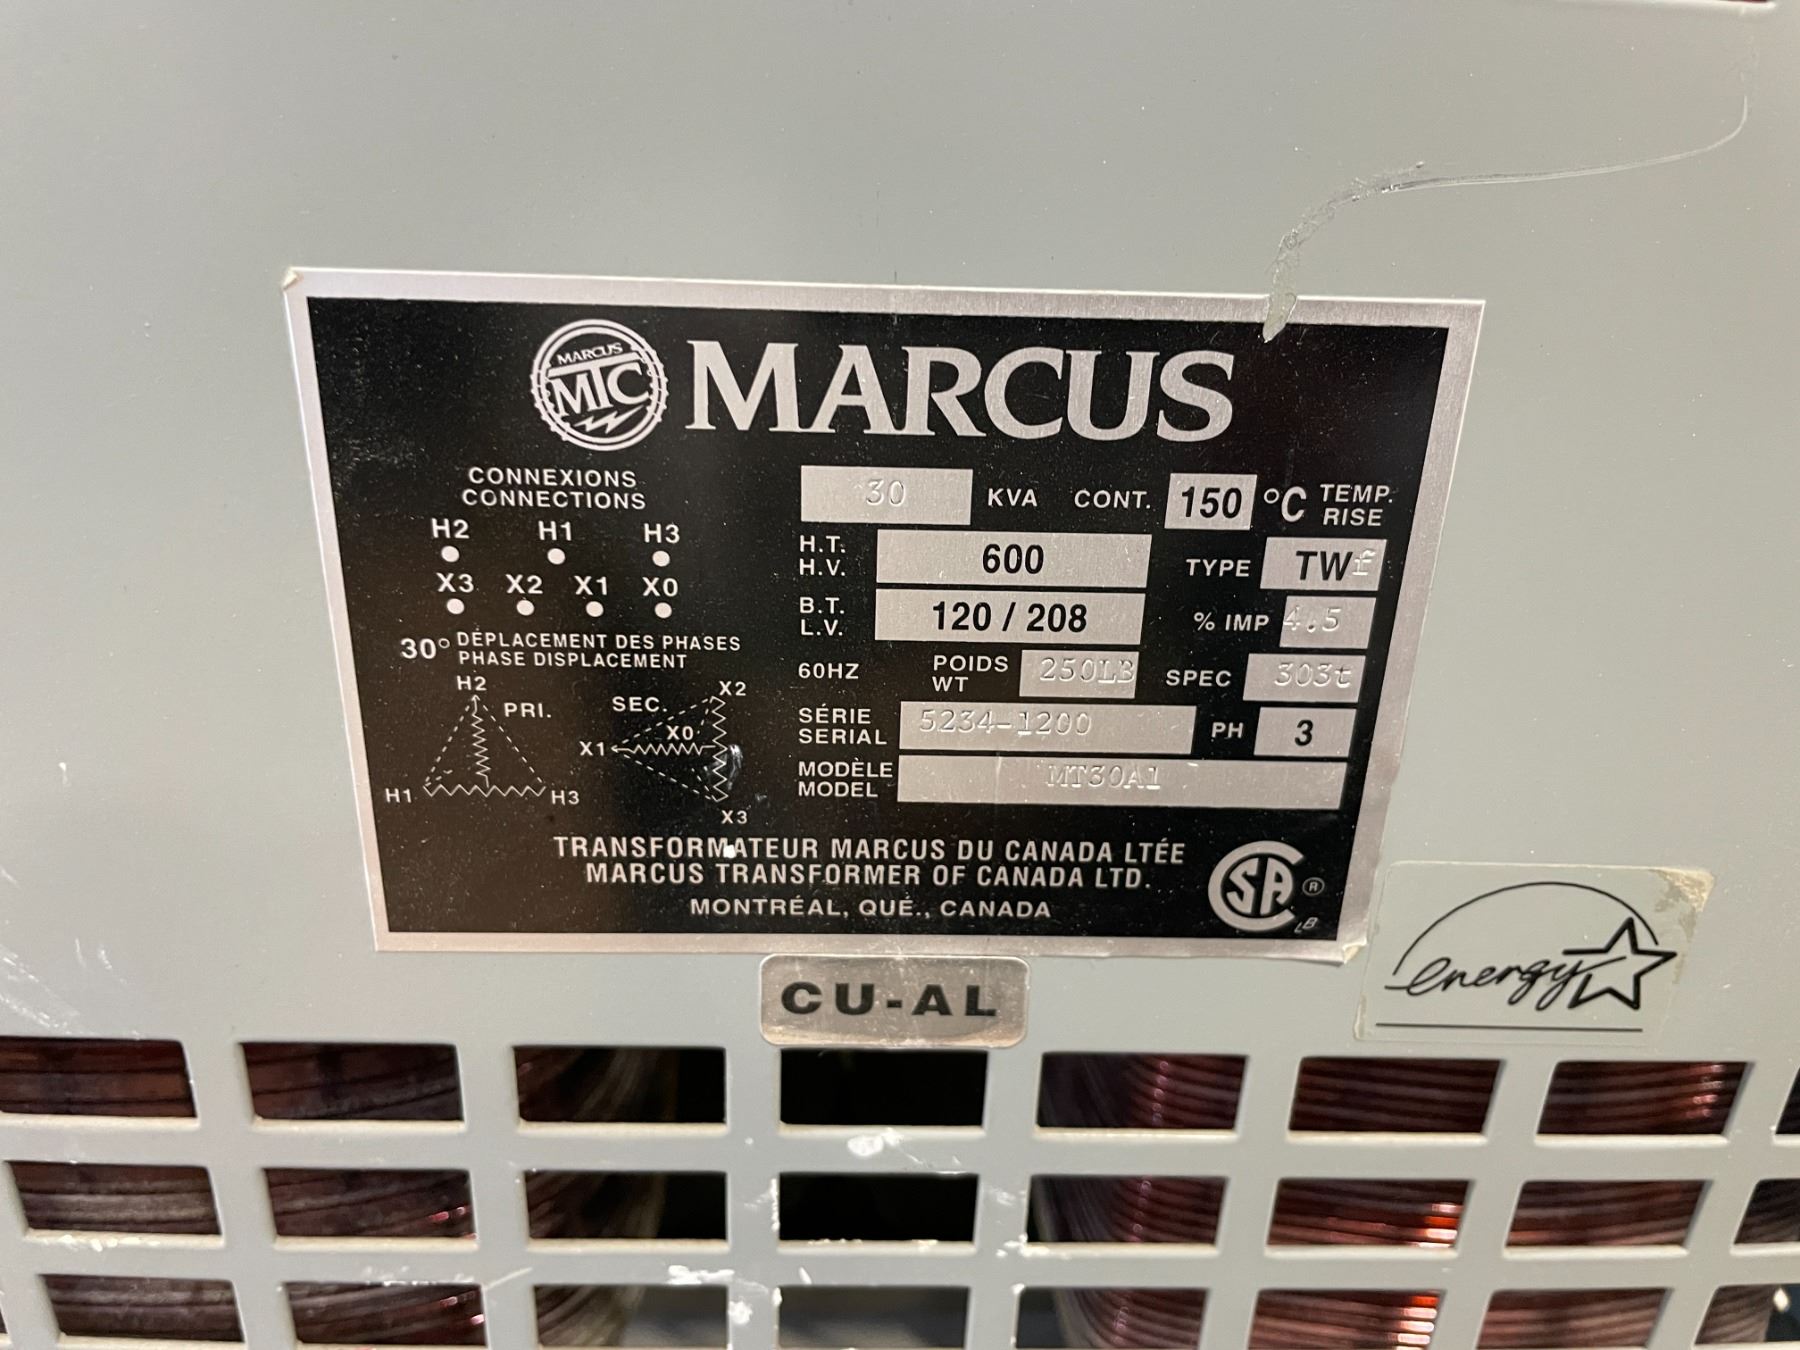 MARCUS
MTC
MARCUS
CONNEXIONS
CONNECTIONS
H2 H1 H3
X3 X2 X1 X0
30° DÉPLACEMENT DES PHASES
PHASE DISPLACEMENT
H2
PRI.
H1
H3
SEC.
X2
X0
X1
X3
30 KVA CONT. 150 °C TEMP. RISE
H.T.
H.V. 600 TYPE TWf
B.T.
L.V. 120 / 208 % IMP 4.5
60HZ POIDS
WT 250LB SPEC 303t
SÉRIE
SERIAL 5234-1200 PH 3
MODÈLE
MODEL MT30A1
TRANSFORMATEUR MARCUS DU CANADA LTÉE
MARCUS TRANSFORMER OF CANADA LTD.
MONTRÉAL, QUÉ., CANADA
CSA ® LB
CU-AL
energy